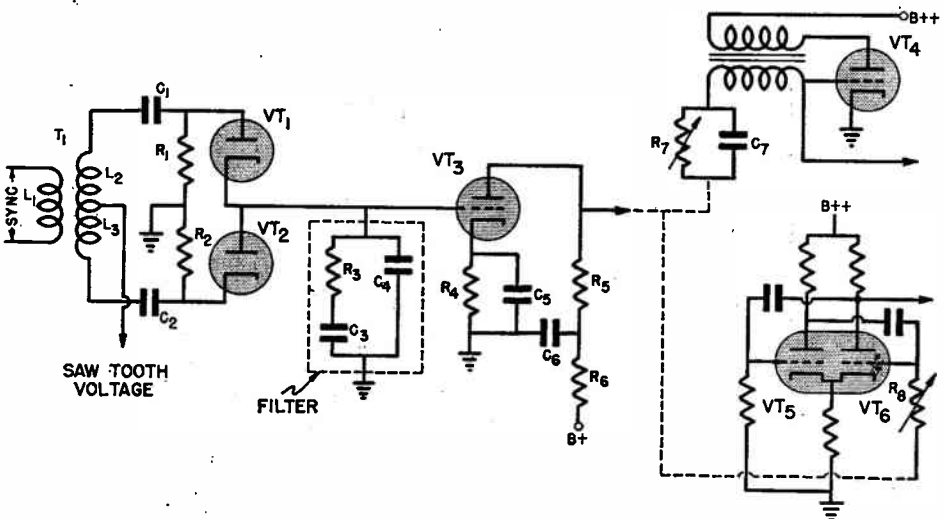 B++
VT4
C1
VT1
T1
R1
L2
SYNC
L1
L3
R2
VT2
C2
SAW TOOTH
VOLTAGE
R3
C4
C3
FILTER
VT3
R4
C5
C6
R5
R6
B+
R7
C7
B++
VT5
VT6
R8